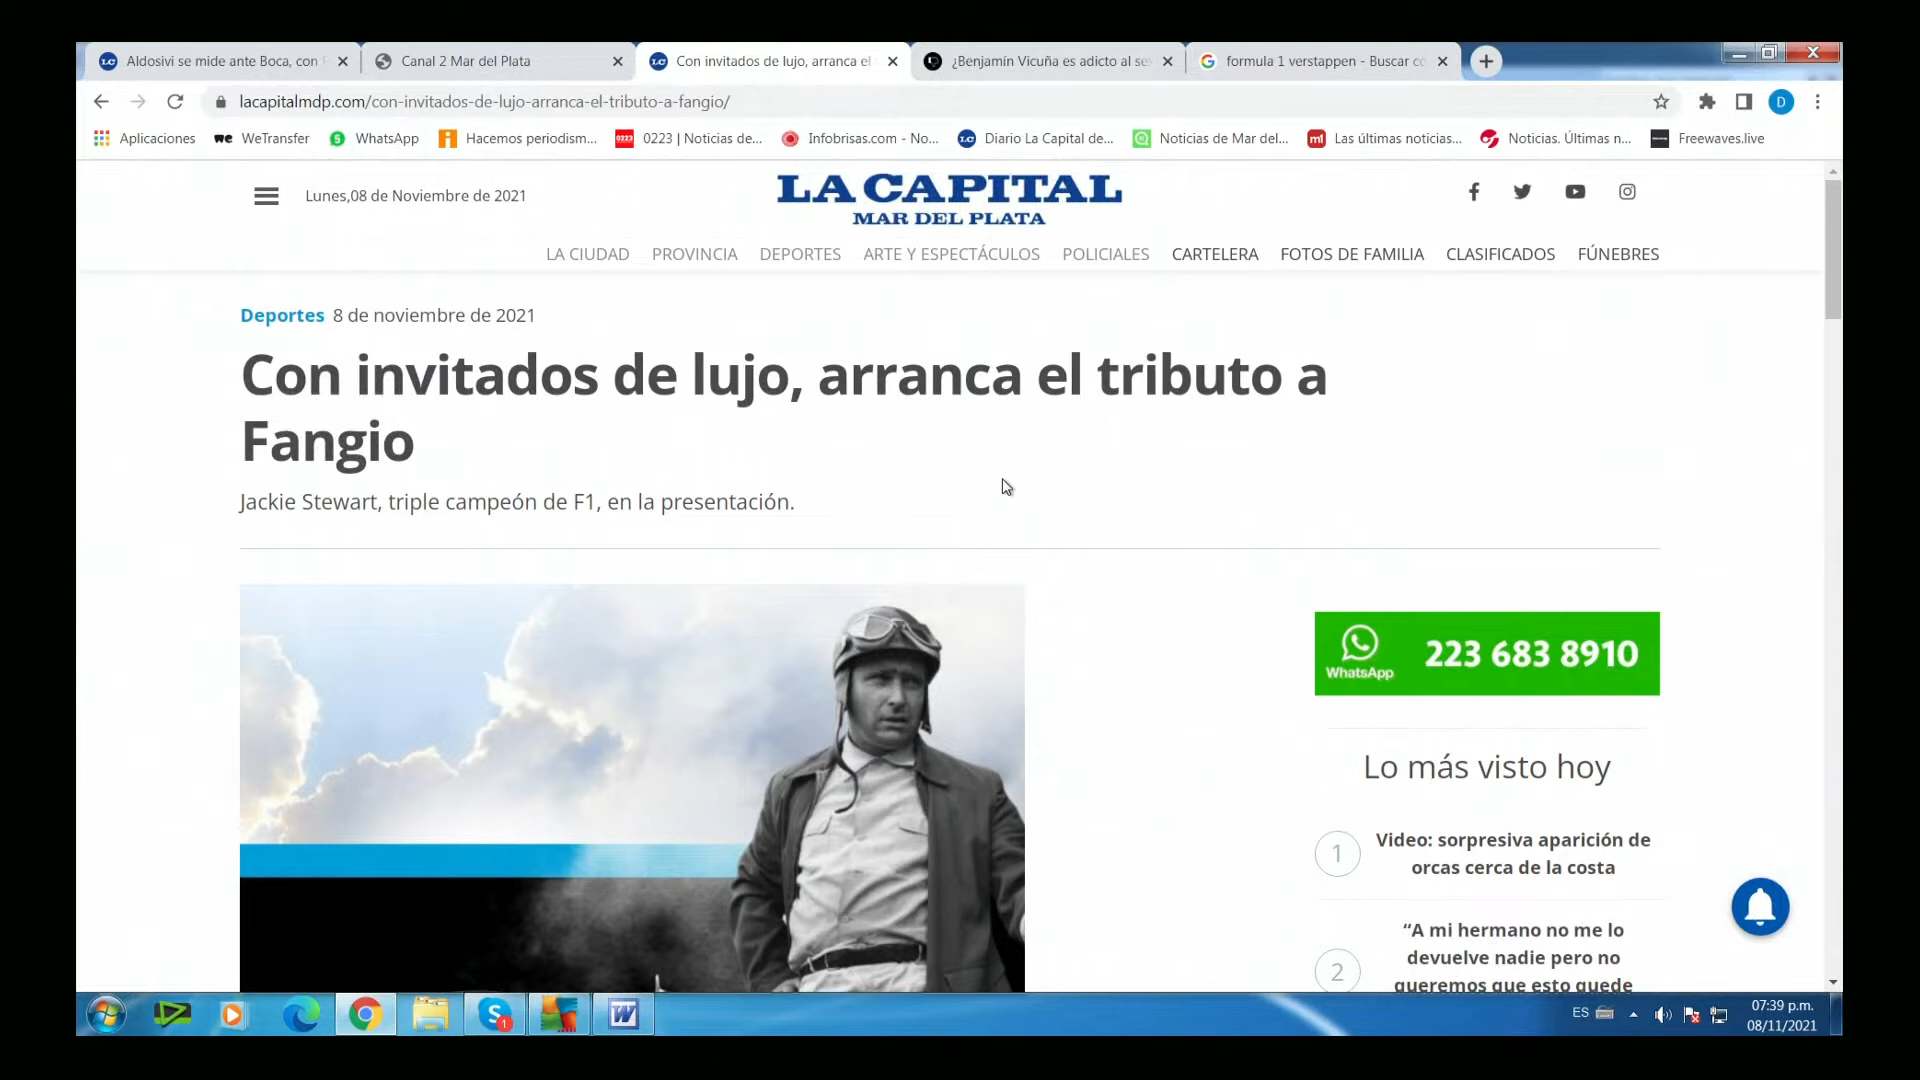 Aldosivi se mide ante Boca, con
Canal 2 Mar del Plata
Con invitados de lujo, arranca el
¿Benjamín Vicuña es adicto al se
formula 1 verstappen - Buscar co
lacapitalmdp.com/con-invitados-de-lujo-arranca-el-tributo-a-fangio/
D
Aplicaciones
WeTransfer
WhatsApp
Hacemos periodism...
0223 | Noticias de...
Infobrisas.com - No...
Diario La Capital de...
Noticias de Mar del...
Las últimas noticias...
Noticias. Últimas n...
Freewaves.live
Lunes,08 de Noviembre de 2021
LA CAPITAL
MAR DEL PLATA
LA CIUDAD
PROVINCIA
DEPORTES
ARTE Y ESPECTÁCULOS
POLICIALES
CARTELERA
FOTOS DE FAMILIA
CLASIFICADOS
FÚNEBRES
Deportes 8 de noviembre de 2021
Con invitados de lujo, arranca el tributo a
Fangio
Jackie Stewart, triple campeón de F1, en la presentación.
WhatsApp
223 683 8910
Lo más visto hoy
1
Video: sorpresiva aparición de
orcas cerca de la costa
2
“A mi hermano no me lo
devuelve nadie pero no
queremos que esto quede
ES
07:39 p.m.
08/11/2021